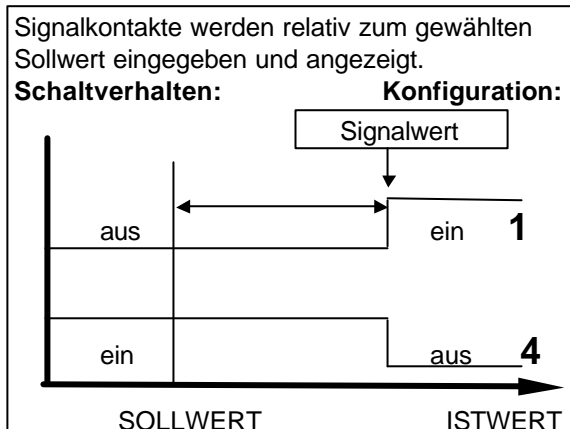 Signalkontakte werden relativ zum gewählten
Sollwert eingegeben und angezeigt.
Schaltverhalten: Konfiguration:
Signalwert
aus ein 1
ein aus 4
SOLLWERT ISTWERT